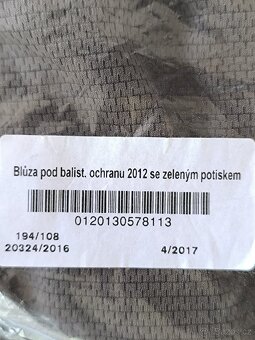 Blůza pod balist. ochranu 2012 se zeleným potiskem
0120130578113
194/108
20324/2016 4/2017